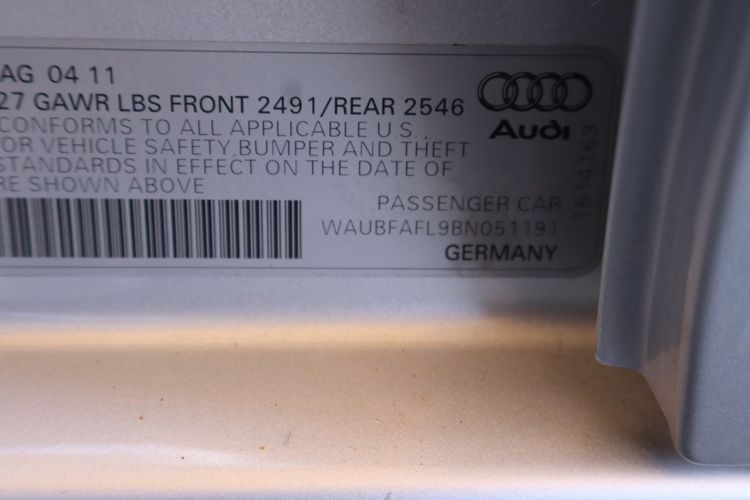 AG 04 11
27 GAWR LBS FRONT 2491/REAR 2546
CONFORMS TO ALL APPLICABLE U.S.
OR VEHICLE SAFETY, BUMPER AND THEFT
STANDARDS IN EFFECT ON THE DATE OF
RE SHOWN ABOVE
Audi
1514163
PASSENGER CAR
WAUBFAFL9BN051191
GERMANY